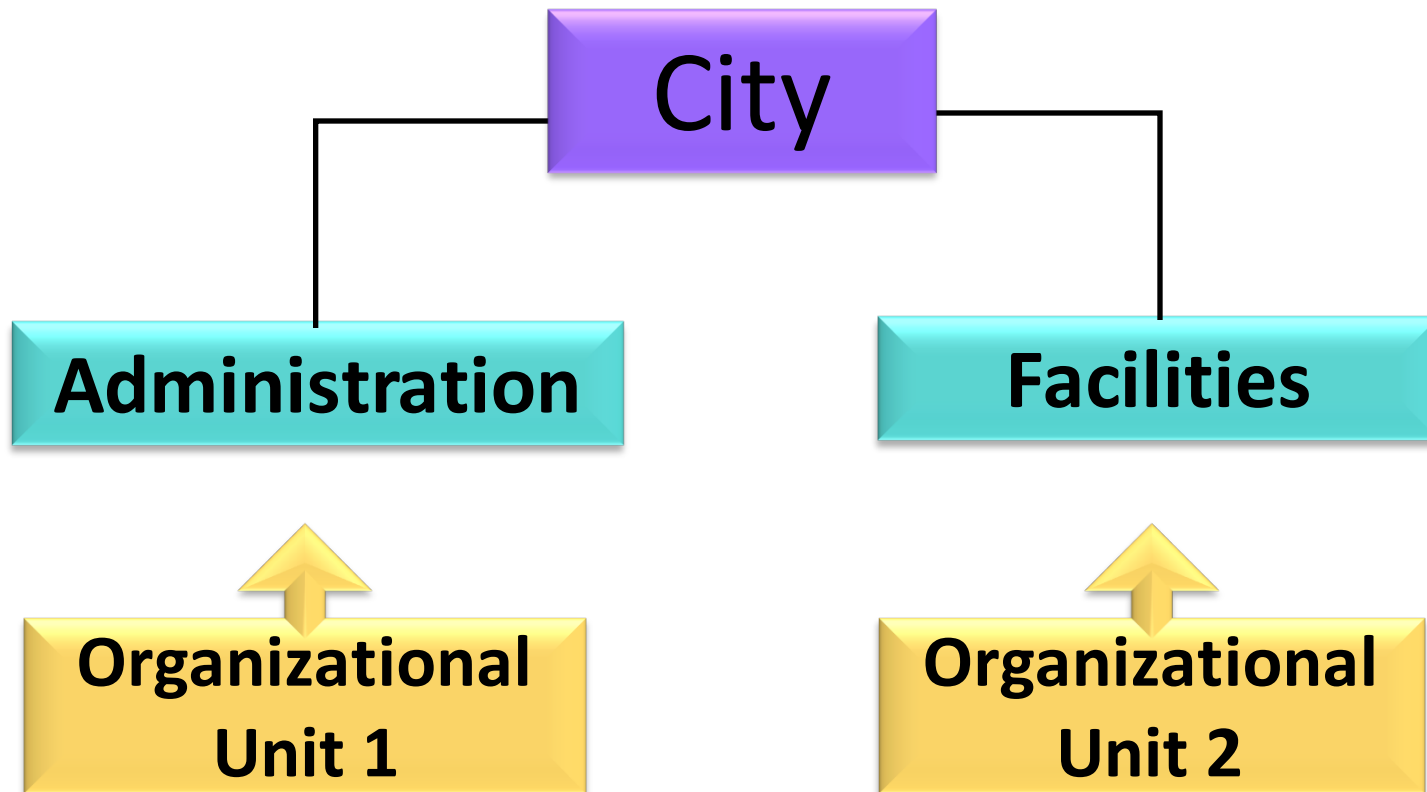 City
Administration
Facilities
Organizational
Unit 1
Organizational
Unit 2